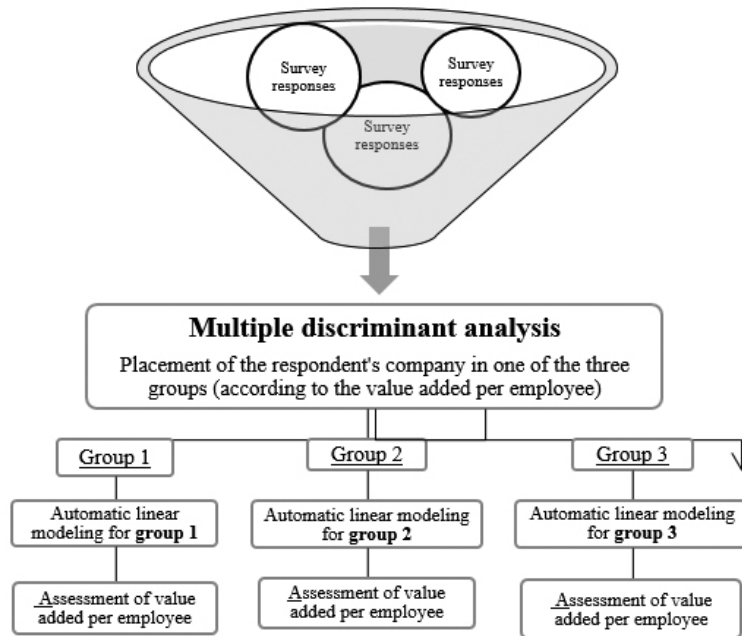 Survey
responses
Survey
responses
Survey
responses
Multiple discriminant analysis
Placement of the respondent's company in one of the three
groups (according to the value added per employee)
Group 1
Group 2
Group 3
Automatic linear
modeling for group 1
Automatic linear modeling
for group 2
Automatic linear modeling
for group 3
Assessment of value
added per employee
Assessment of value
added per employee
Assessment of value
added per employee